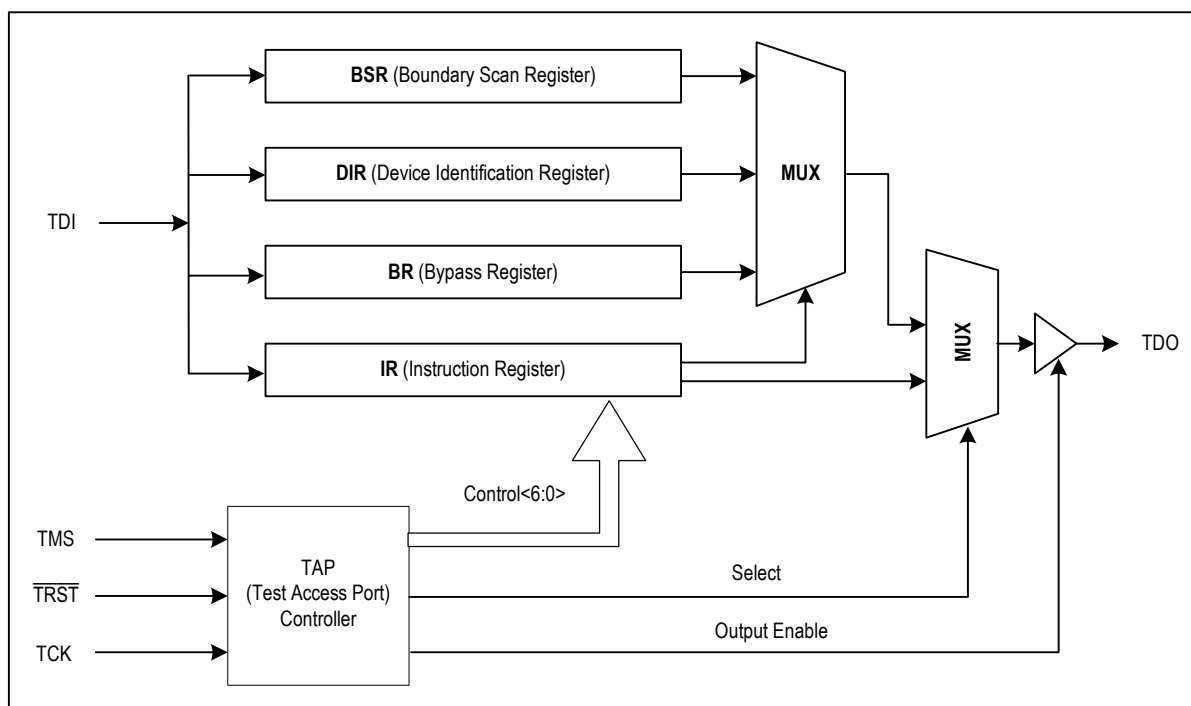 BSR (Boundary Scan Register)
DIR (Device Identification Register)
MUX
TDI
BR (Bypass Register)
MUX
TDO
IR (Instruction Register)
Control<6:0>
TMS
TAP
(Test Access Port)
Controller
Select
T̅R̅S̅T̅
Output Enable
TCK